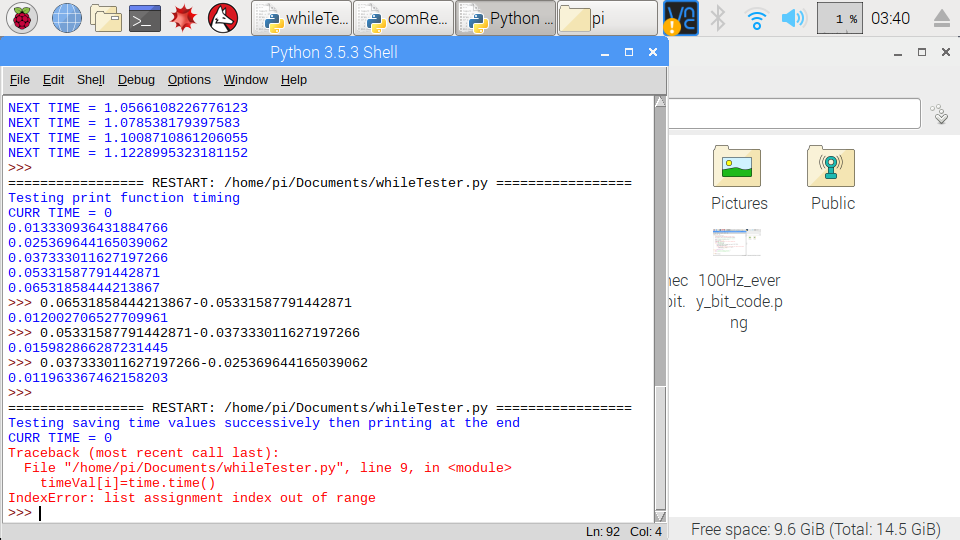 whileTe...
comRe...
Python ...
pi
1 %
03:40
Python 3.5.3 Shell
File Edit Shell Debug Options Window Help
NEXT TIME = 1.0566108226776123
NEXT TIME = 1.078538179397583
NEXT TIME = 1.1008710861206055
NEXT TIME = 1.1228995323181152
>>>
================= RESTART: /home/pi/Documents/whileTester.py =================
Testing print function timing
CURR TIME = 0
0.013330936431884766
0.025369644165039062
0.037333011627197266
0.05331587791442871
0.06531858444213867
>>> 0.06531858444213867-0.05331587791442871
0.012002706527709961
>>> 0.05331587791442871-0.037333011627197266
0.015982866287231445
>>> 0.037333011627197266-0.025369644165039062
0.011963367462158203
>>>
================= RESTART: /home/pi/Documents/whileTester.py =================
Testing saving time values successively then printing at the end
CURR TIME = 0
Traceback (most recent call last):
  File "/home/pi/Documents/whileTester.py", line 9, in <module>
    timeVal[i]=time.time()
IndexError: list assignment index out of range
>>>
Ln: 92 Col: 4
Pictures
Public
100Hz_ever
y_bit_code.p
ng
bit.
Free space: 9.6 GiB (Total: 14.5 GiB)